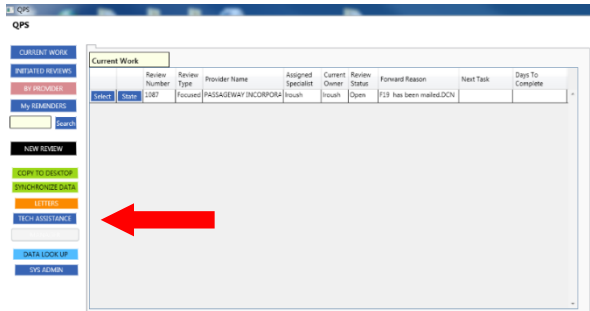 QPS
QPS
CURRENT WORK
INITIATED REVIEWS
BY PROVIDER
My REMINDERS
Search
NEW REVIEW
COPY TO DESKTOP
SYNCHRONIZE DATA
LETTERS
TECH ASSISTANCE
DATA LOOK UP
SYS ADMIN
Current Work
Review Number Review Type Provider Name Assigned Specialist Current Owner Review Status Forward Reason Next Task Days To Complete
Select State 1087 Focused PASSAGEWAY INCORPORA lroush lroush Open F19 has been mailed.DCN